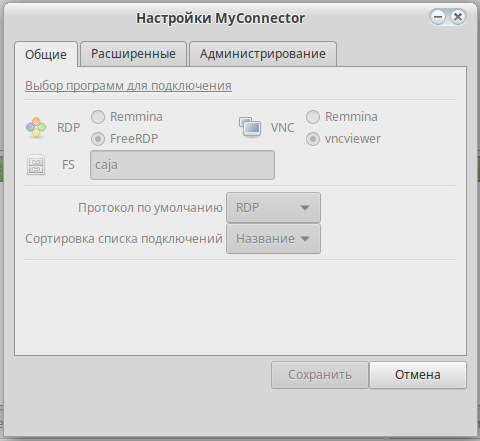 Настройки MyConnector
Общие Расширенные Администрирование
Выбор программ для подключения
RDP Remmina FreeRDP VNC Remmina vncviewer
FS caja
Протокол по умолчанию RDP
Сортировка списка подключений Название
Сохранить Отмена